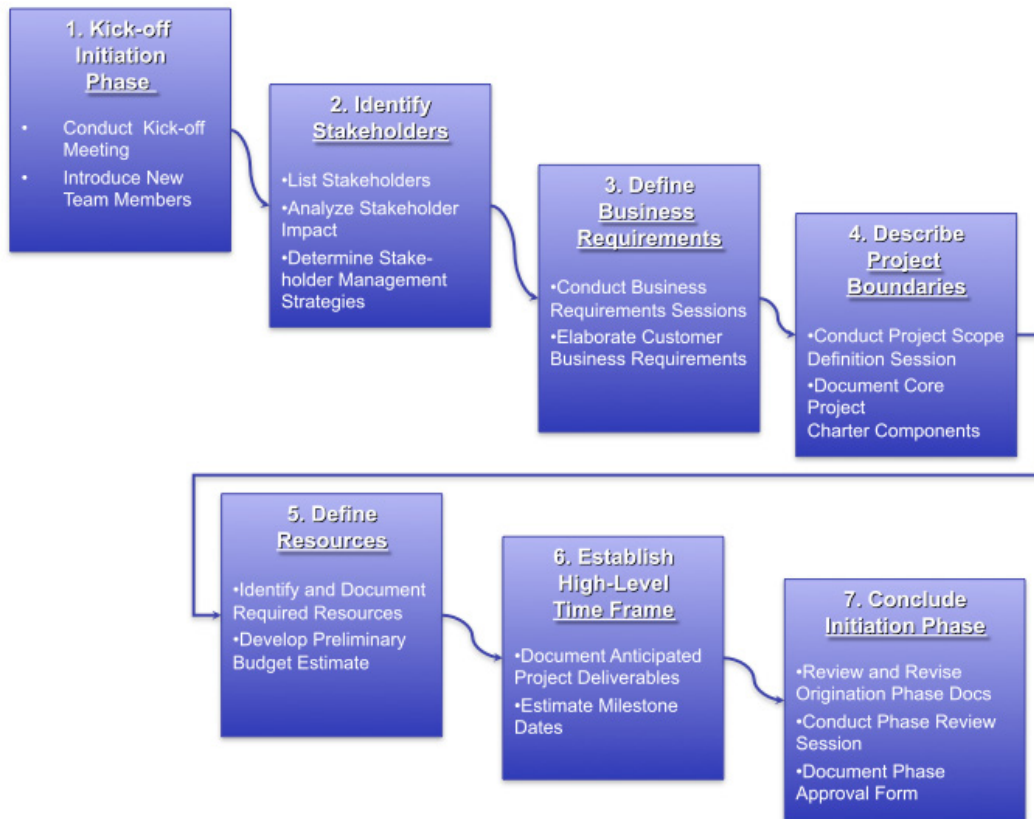 1. Kick-off
Initiation
Phase
• Conduct Kick-off
Meeting
• Introduce New
Team Members
2. Identify
Stakeholders
•List Stakeholders
•Analyze Stakeholder
Impact
•Determine Stake-
holder Management
Strategies
3. Define
Business
Requirements
•Conduct Business
Requirements Sessions
•Elaborate Customer
Business Requirements
4. Describe
Project
Boundaries
•Conduct Project Scope
Definition Session
•Document Core
Project
Charter Components
5. Define
Resources
•Identify and Document
Required Resources
•Develop Preliminary
Budget Estimate
6. Establish
High-Level
Time Frame
•Document Anticipated
Project Deliverables
•Estimate Milestone
Dates
7. Conclude
Initiation Phase
•Review and Revise
Origination Phase Docs
•Conduct Phase Review
Session
•Document Phase
Approval Form